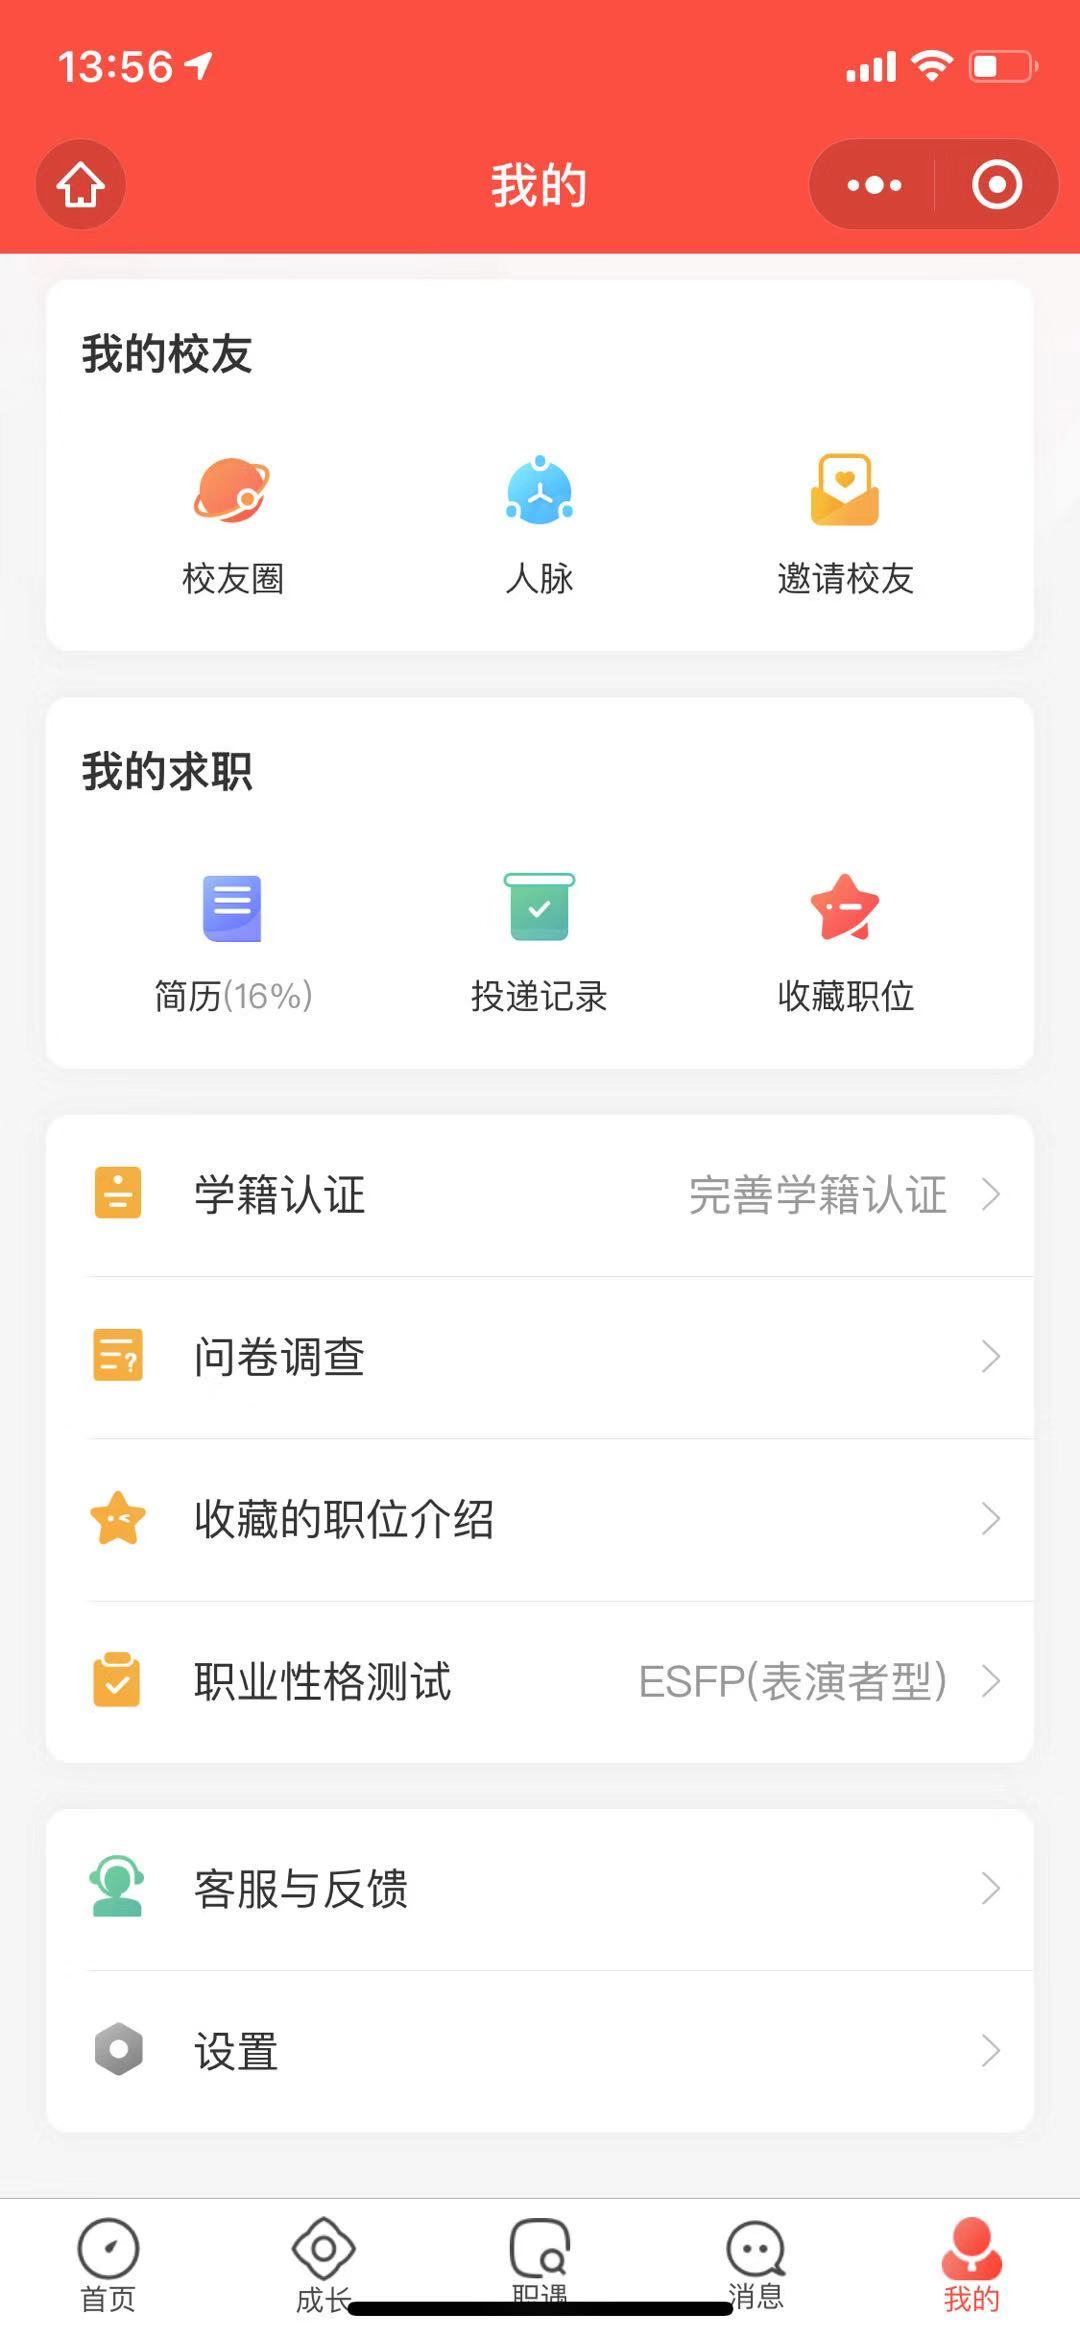 13:56
我的
我的校友
校友圈
人脉
邀请校友
我的求职
简历(16%)
投递记录
收藏职位
学籍认证
完善学籍认证
问卷调查
收藏的职位介绍
职业性格测试
ESFP(表演者型)
客服与反馈
设置
首页
成长
职遇
消息
我的